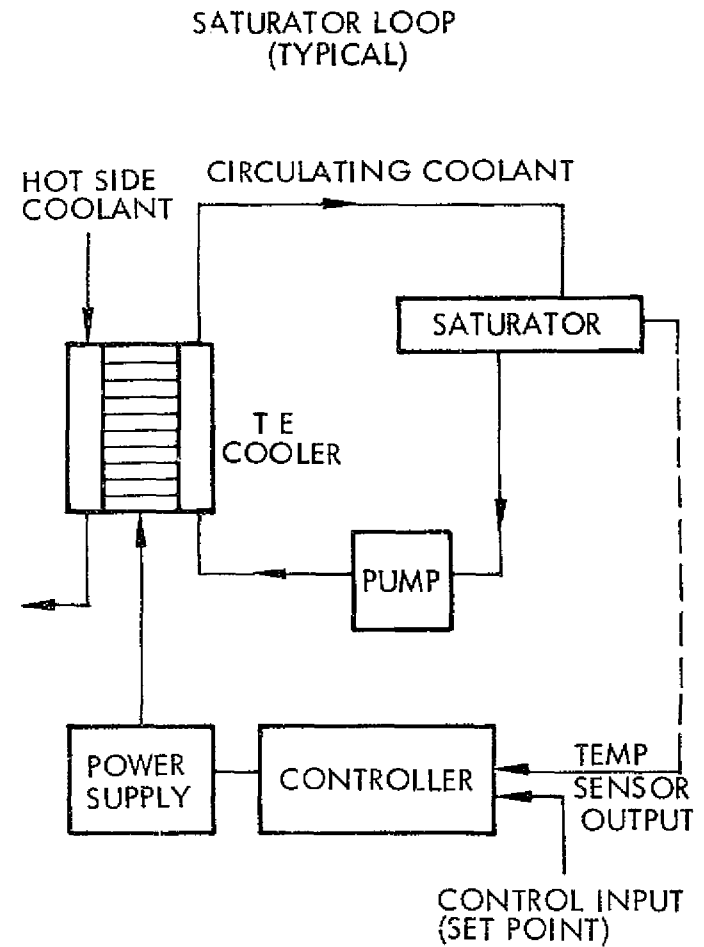 SATURATOR LOOP
(TYPICAL)
HOT SIDE
COOLANT
CIRCULATING COOLANT
SATURATOR
T E
COOLER
PUMP
POWER
SUPPLY
CONTROLLER
TEMP
SENSOR
OUTPUT
CONTROL INPUT
(SET POINT)